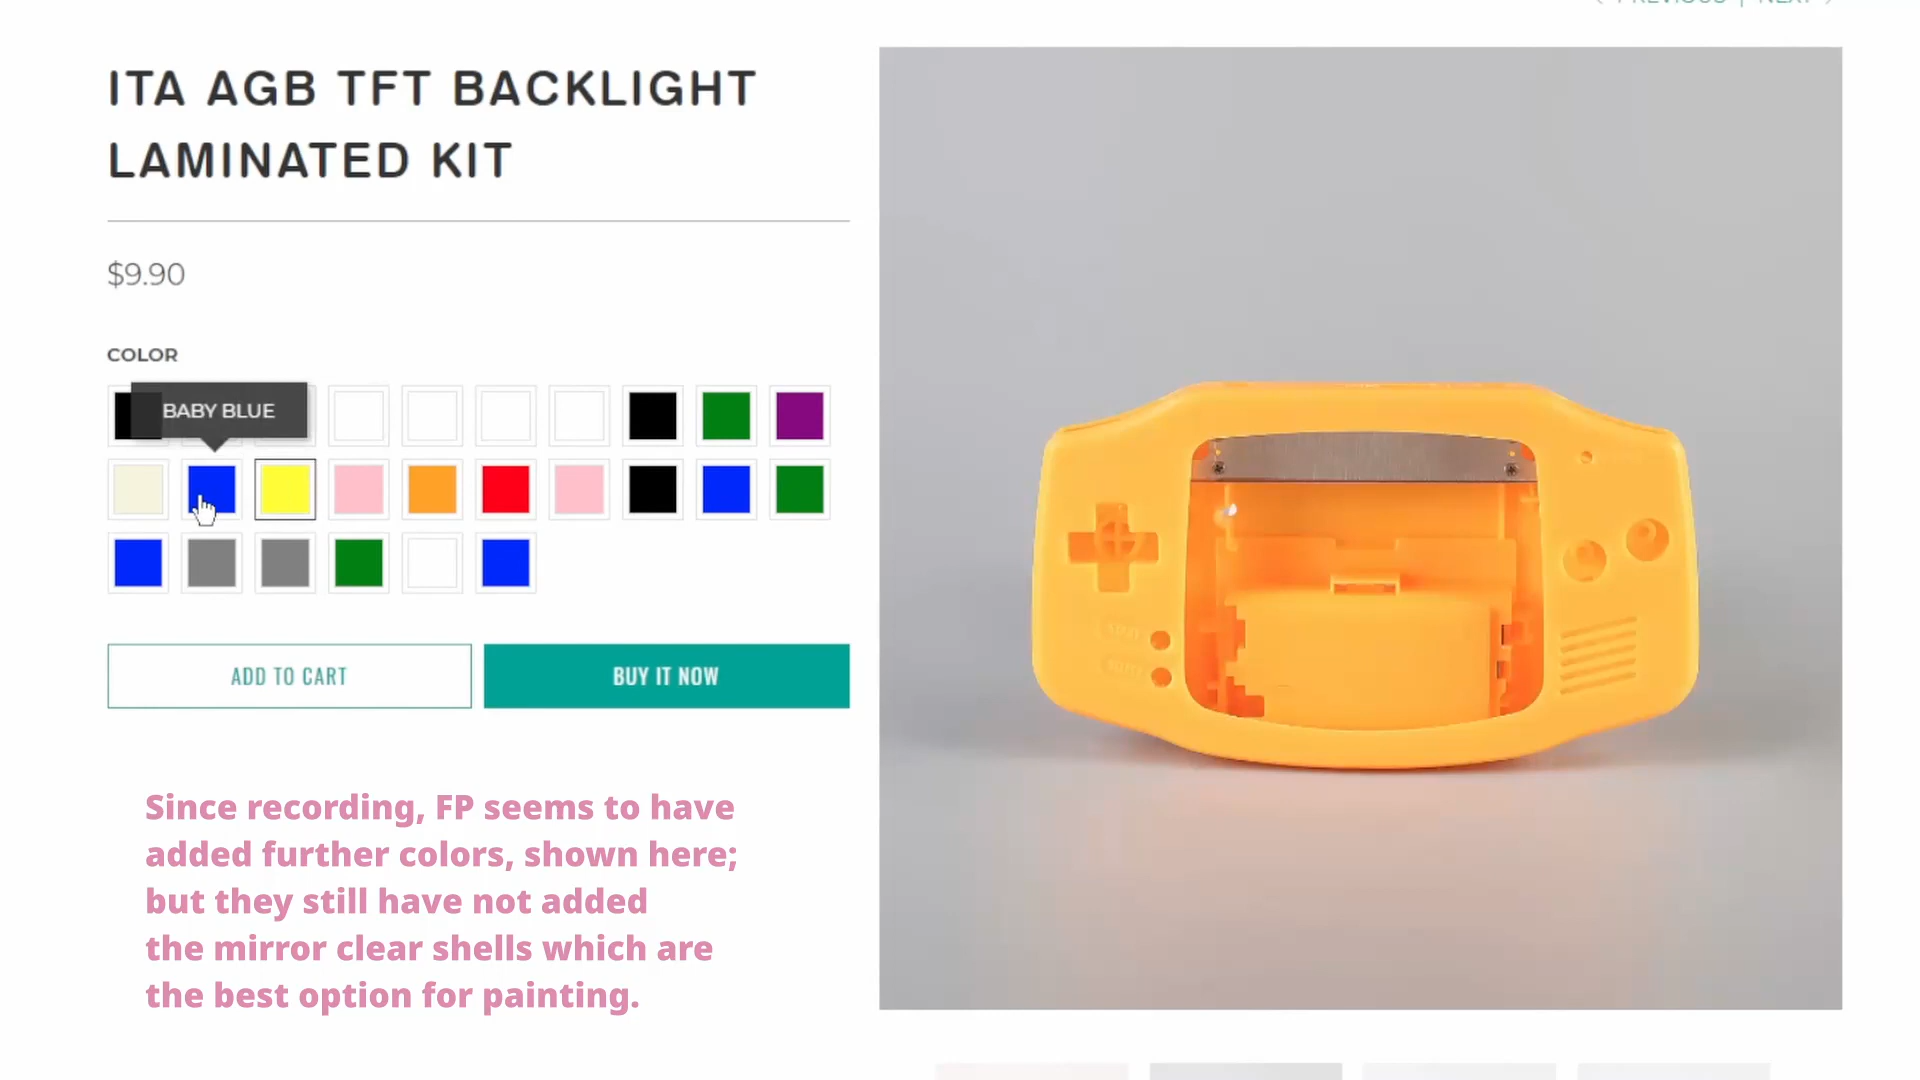 PREVIOUS | NEXT
ITA AGB TFT BACKLIGHT
LAMINATED KIT
$9.90
COLOR
BABY BLUE
ADD TO CART
BUY IT NOW
Since recording, FP seems to have
added further colors, shown here;
but they still have not added
the mirror clear shells which are
the best option for painting.